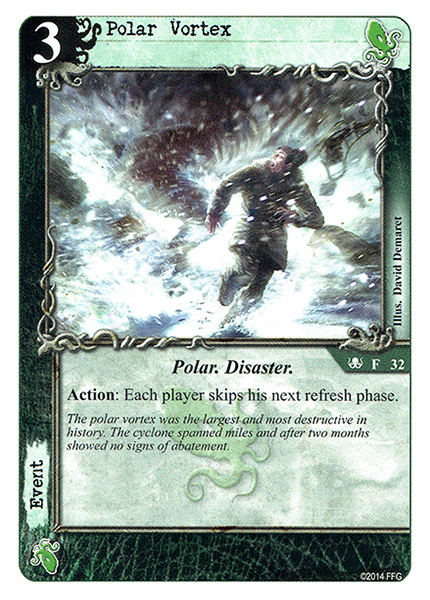 3
Polar Vortex
Illus. David Demaret
Polar. Disaster.
F 32
Action: Each player skips his next refresh phase.
The polar vortex was the largest and most destructive in
history. The cyclone spanned miles and after two months
showed no signs of abatement.
Event
©2014 FFG